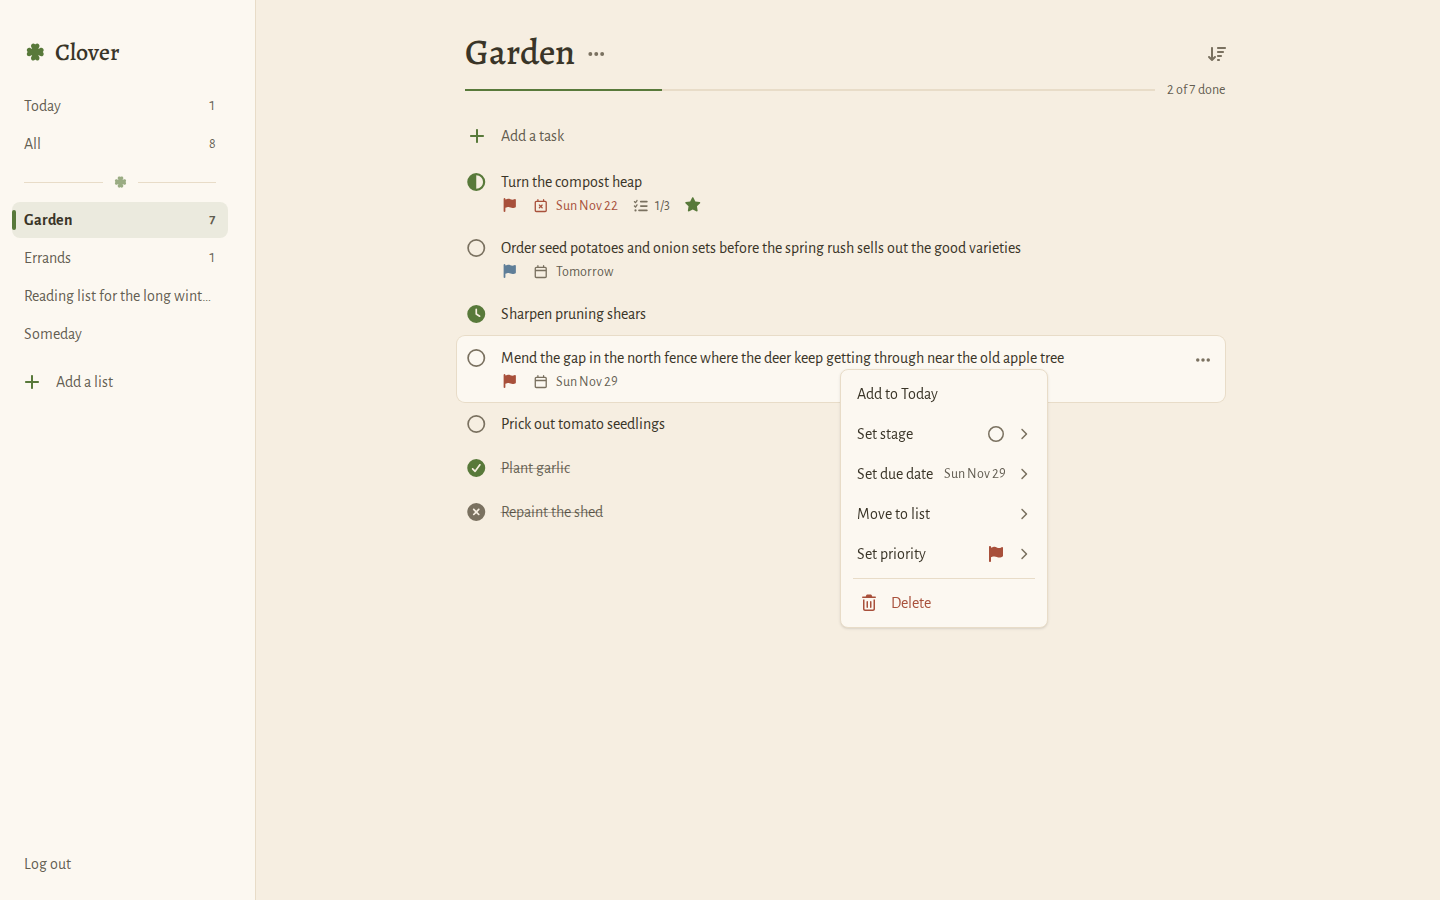 Clover
Today 1
All 8
Garden 7
Errands 1
Reading list for the long wint...
Someday
Add a list
Log out
Garden
2 of 7 done
Add a task
Turn the compost heap
Sun Nov 22 1/3
Order seed potatoes and onion sets before the spring rush sells out the good varieties
Tomorrow
Sharpen pruning shears
Mend the gap in the north fence where the deer keep getting through near the old apple tree
Sun Nov 29
Prick out tomato seedlings
Plant garlic
Repaint the shed
Add to Today
Set stage
Set due date Sun Nov 29
Move to list
Set priority
Delete